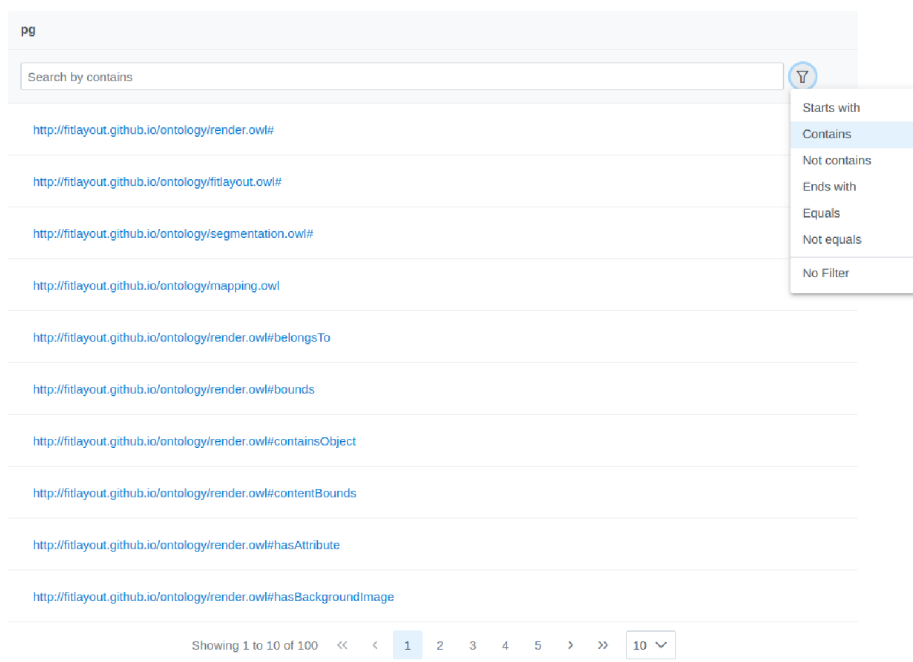 pg
Search by contains
Starts with
Contains
Not contains
Ends with
Equals
Not equals
No Filter
http://fitlayout.github.io/ontology/render.owl#
http://fitlayout.github.io/ontology/fitlayout.owl#
http://fitlayout.github.io/ontology/segmentation.owl#
http://fitlayout.github.io/ontology/mapping.owl
http://fitlayout.github.io/ontology/render.owl#belongsTo
http://fitlayout.github.io/ontology/render.owl#bounds
http://fitlayout.github.io/ontology/render.owl#containsObject
http://fitlayout.github.io/ontology/render.owl#contentBounds
http://fitlayout.github.io/ontology/render.owl#hasAttribute
http://fitlayout.github.io/ontology/render.owl#hasBackgroundImage
Showing 1 to 10 of 100 « ‹ 1 2 3 4 5 › » 10